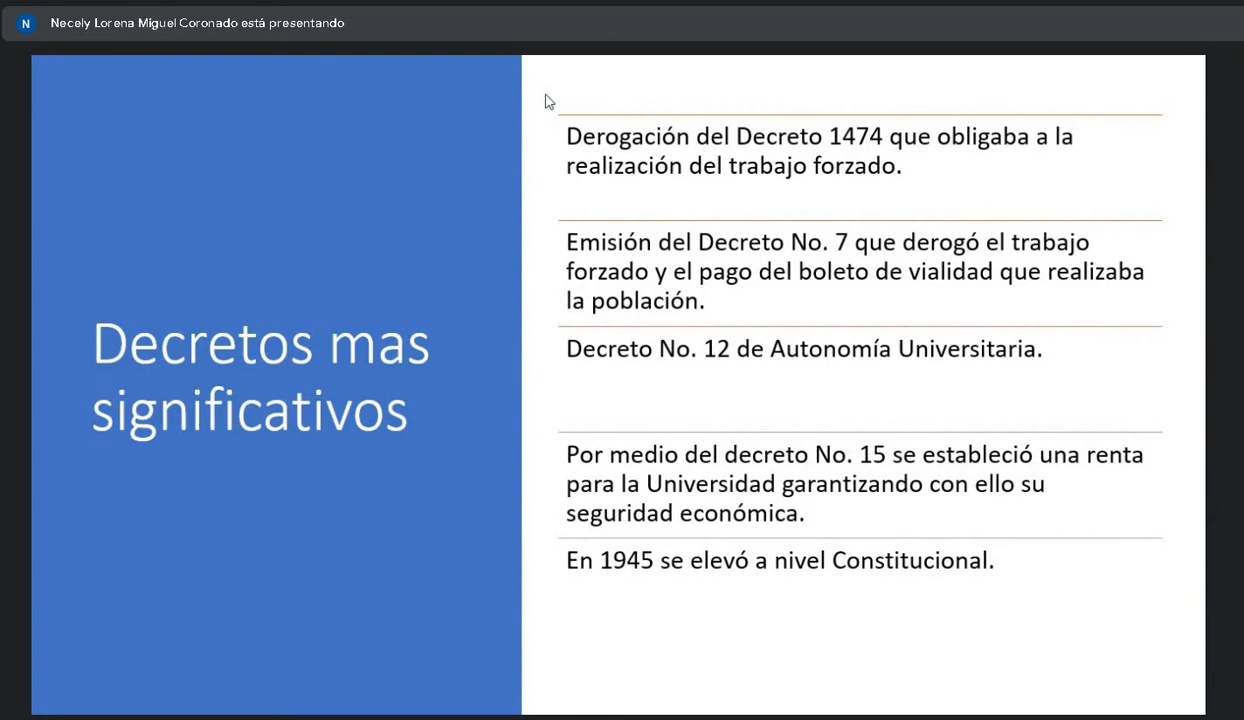 N
Necely Lorena Miguel Coronado está presentando
Decretos mas
significativos
Derogación del Decreto 1474 que obligaba a la
realización del trabajo forzado.
Emisión del Decreto No. 7 que derogó el trabajo
forzado y el pago del boleto de vialidad que realizaba
la población.
Decreto No. 12 de Autonomía Universitaria.
Por medio del decreto No. 15 se estableció una renta
para la Universidad garantizando con ello su
seguridad económica.
En 1945 se elevó a nivel Constitucional.